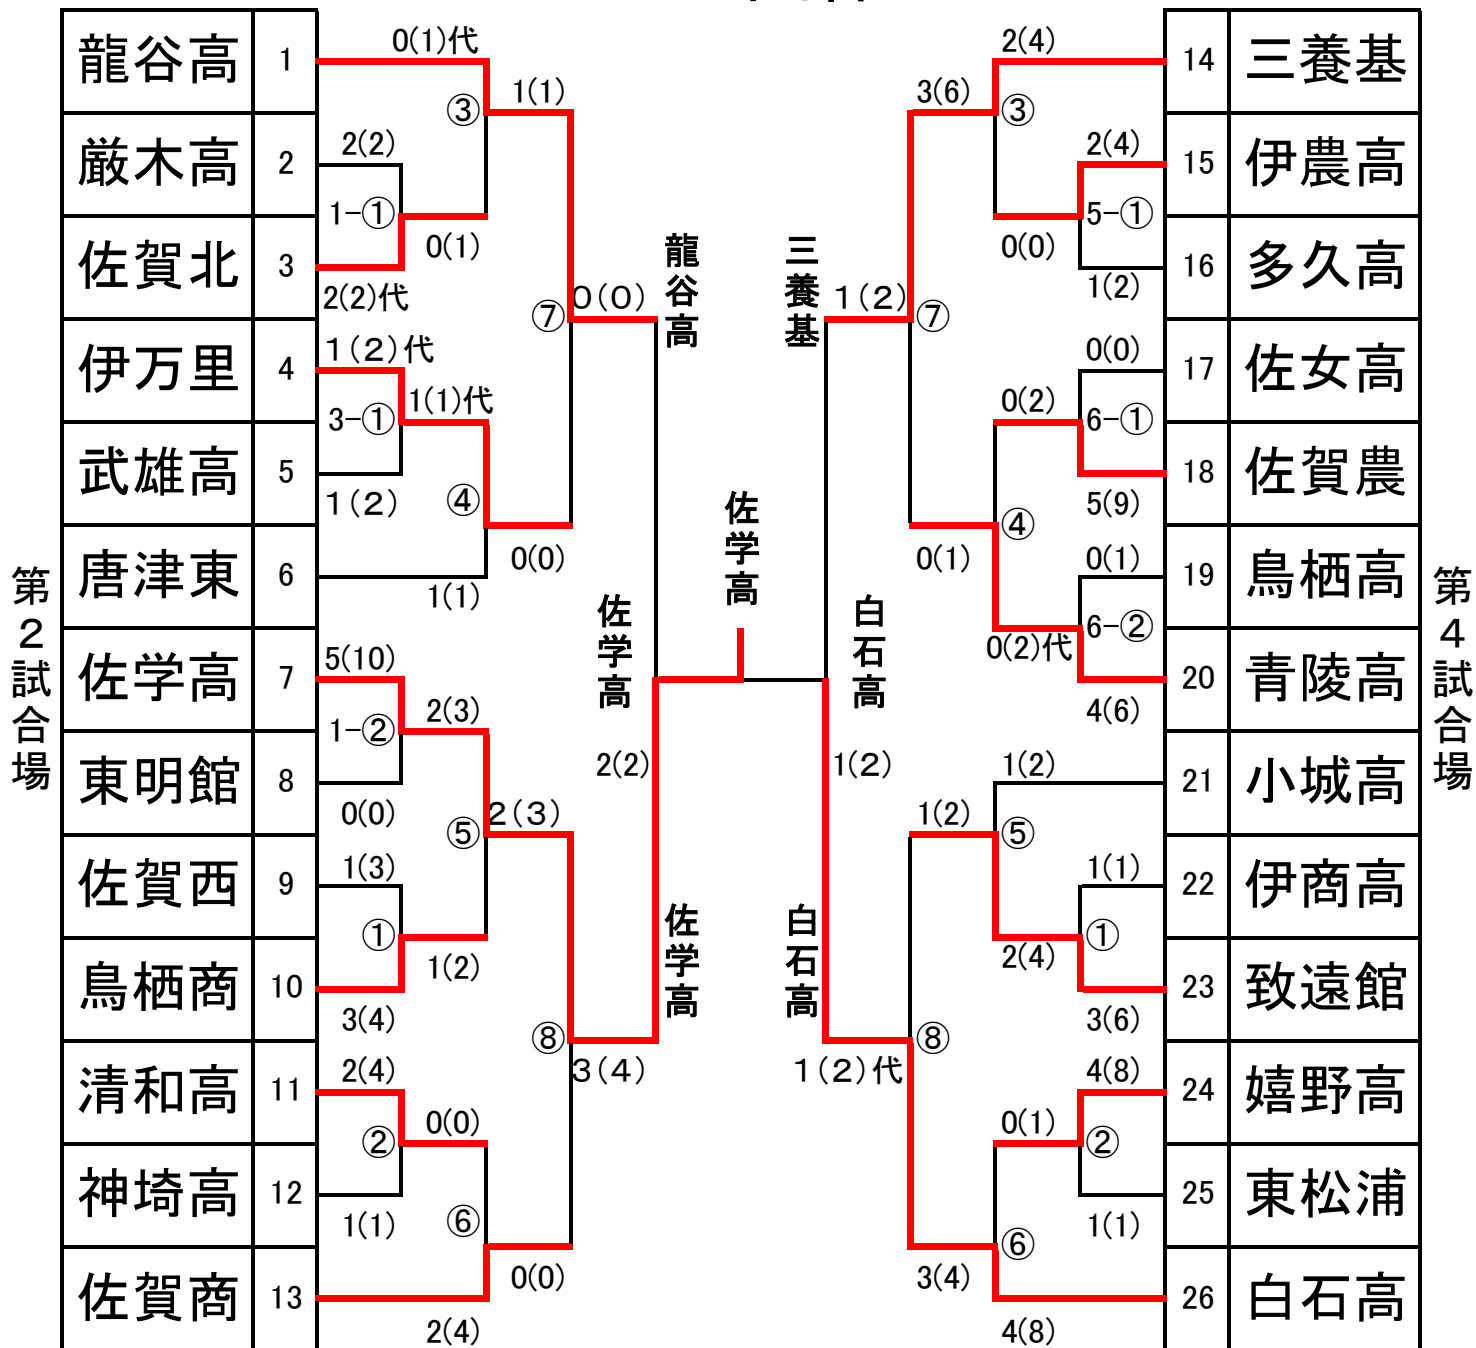 龍谷高 1
厳木高 2
佐賀北 3
伊万里 4
武雄高 5
唐津東 6
佐学高 7
東明館 8
佐賀西 9
鳥栖商 10
清和高 11
神埼高 12
佐賀商 13
第2試合場
0(1)代
③
1(1)
2(2)
1-①
0(1)
2(2)代
⑦
0(0)
1(2)代
3-①
1(1)代
1(2)
④
0(0)
1(1)
5(10)
1-②
2(3)
0(0)
⑤
2(3)
1(3)
①
1(2)
3(4)
⑧
3(4)
2(4)
②
0(0)
1(1)
⑥
0(0)
2(4)
龍谷高
佐学高
2(2)
佐学高
佐学高
三養基
白石高
1(2)
白石高
1(2)代
2(4)
3(6)
③
2(4)
5-①
0(0)
1(2)
1(2)
⑦
0(0)
0(2)
6-①
5(9)
④
0(1)
0(1)
6-②
0(2)代
4(6)
1(2)
1(2)
⑤
1(1)
①
2(4)
3(6)
⑧
4(8)
0(1)
②
1(1)
⑥
3(4)
4(8)
14 三養基
15 伊農高
16 多久高
17 佐女高
18 佐賀農
19 鳥栖高
20 青陵高
21 小城高
22 伊商高
23 致遠館
24 嬉野高
25 東松浦
26 白石高
第4試合場